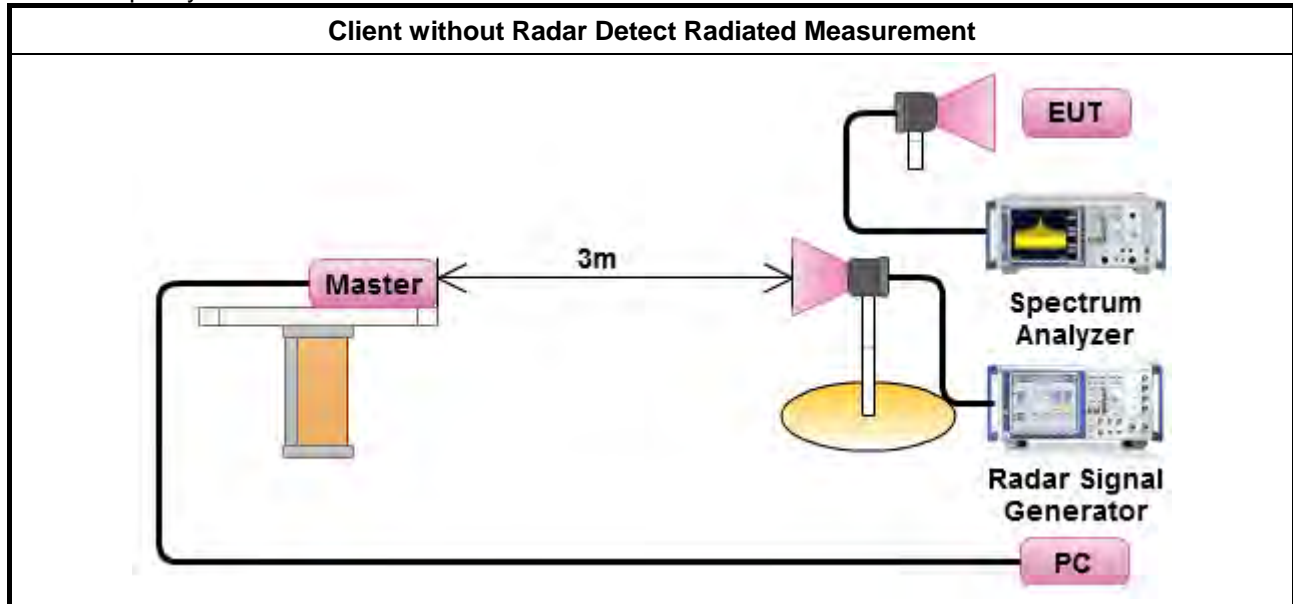 Client without Radar Detect Radiated Measurement
EUT
3m
Master
Spectrum
Analyzer
Radar Signal
Generator
PC